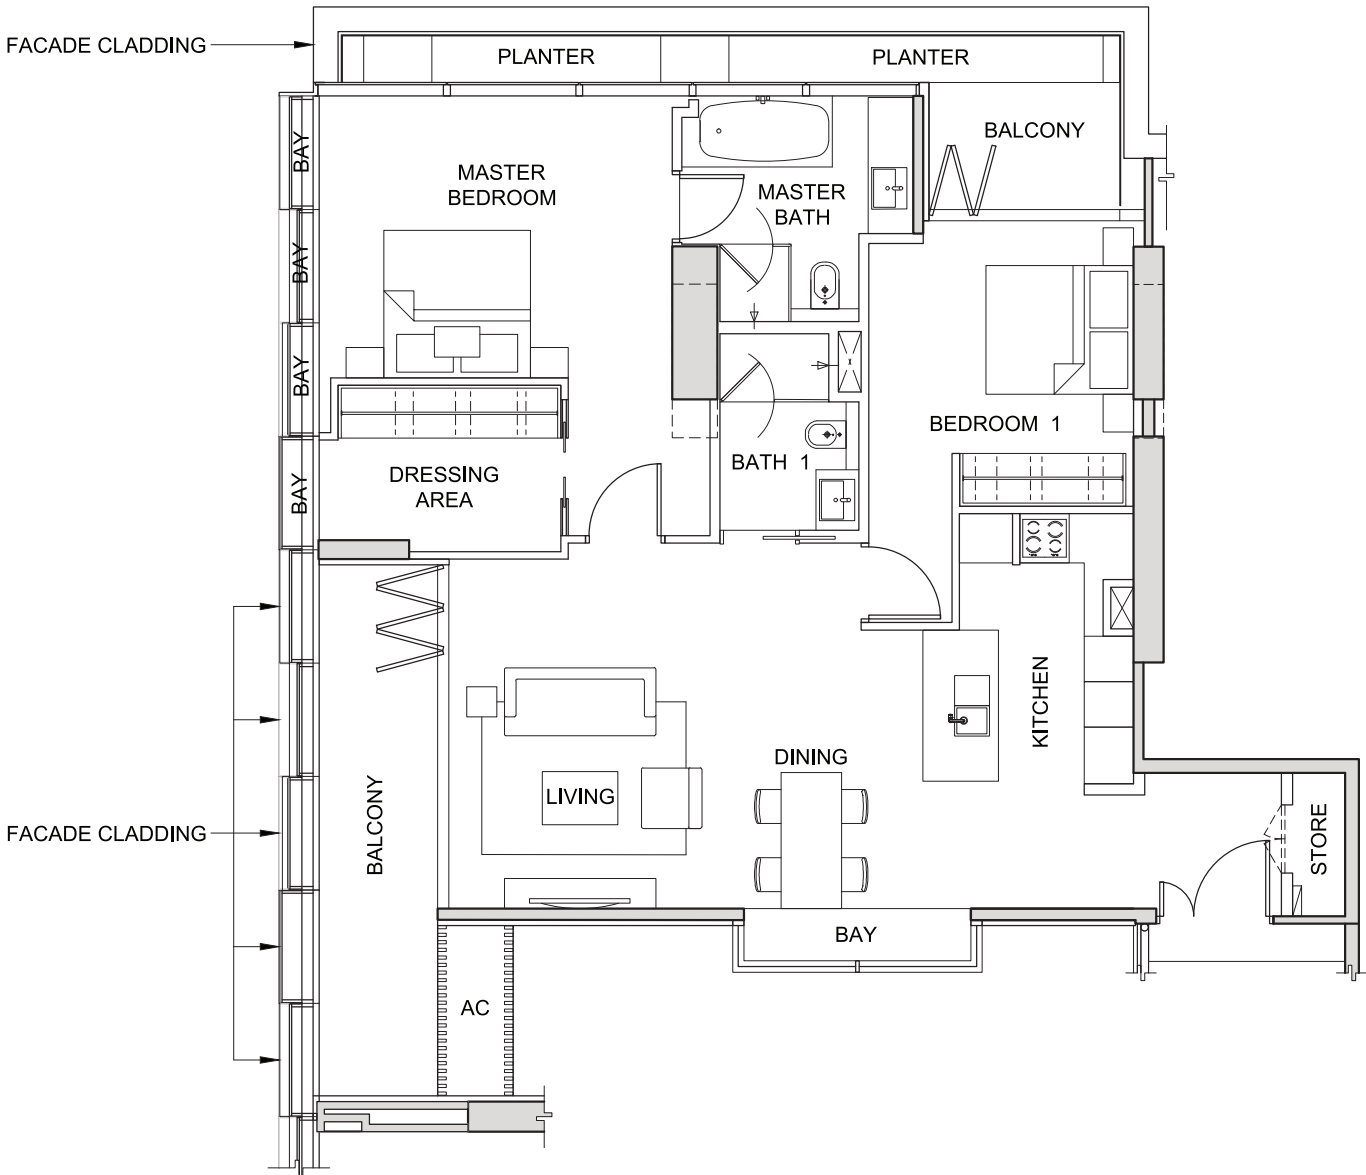 FACADE CLADDING
PLANTER
PLANTER
BAY
BALCONY
MASTER
BEDROOM
MASTER
BATH
BAY
BAY
BEDROOM 1
BATH 1
DRESSING
AREA
BAY
KITCHEN
DINING
LIVING
BALCONY
FACADE CLADDING
STORE
BAY
AC